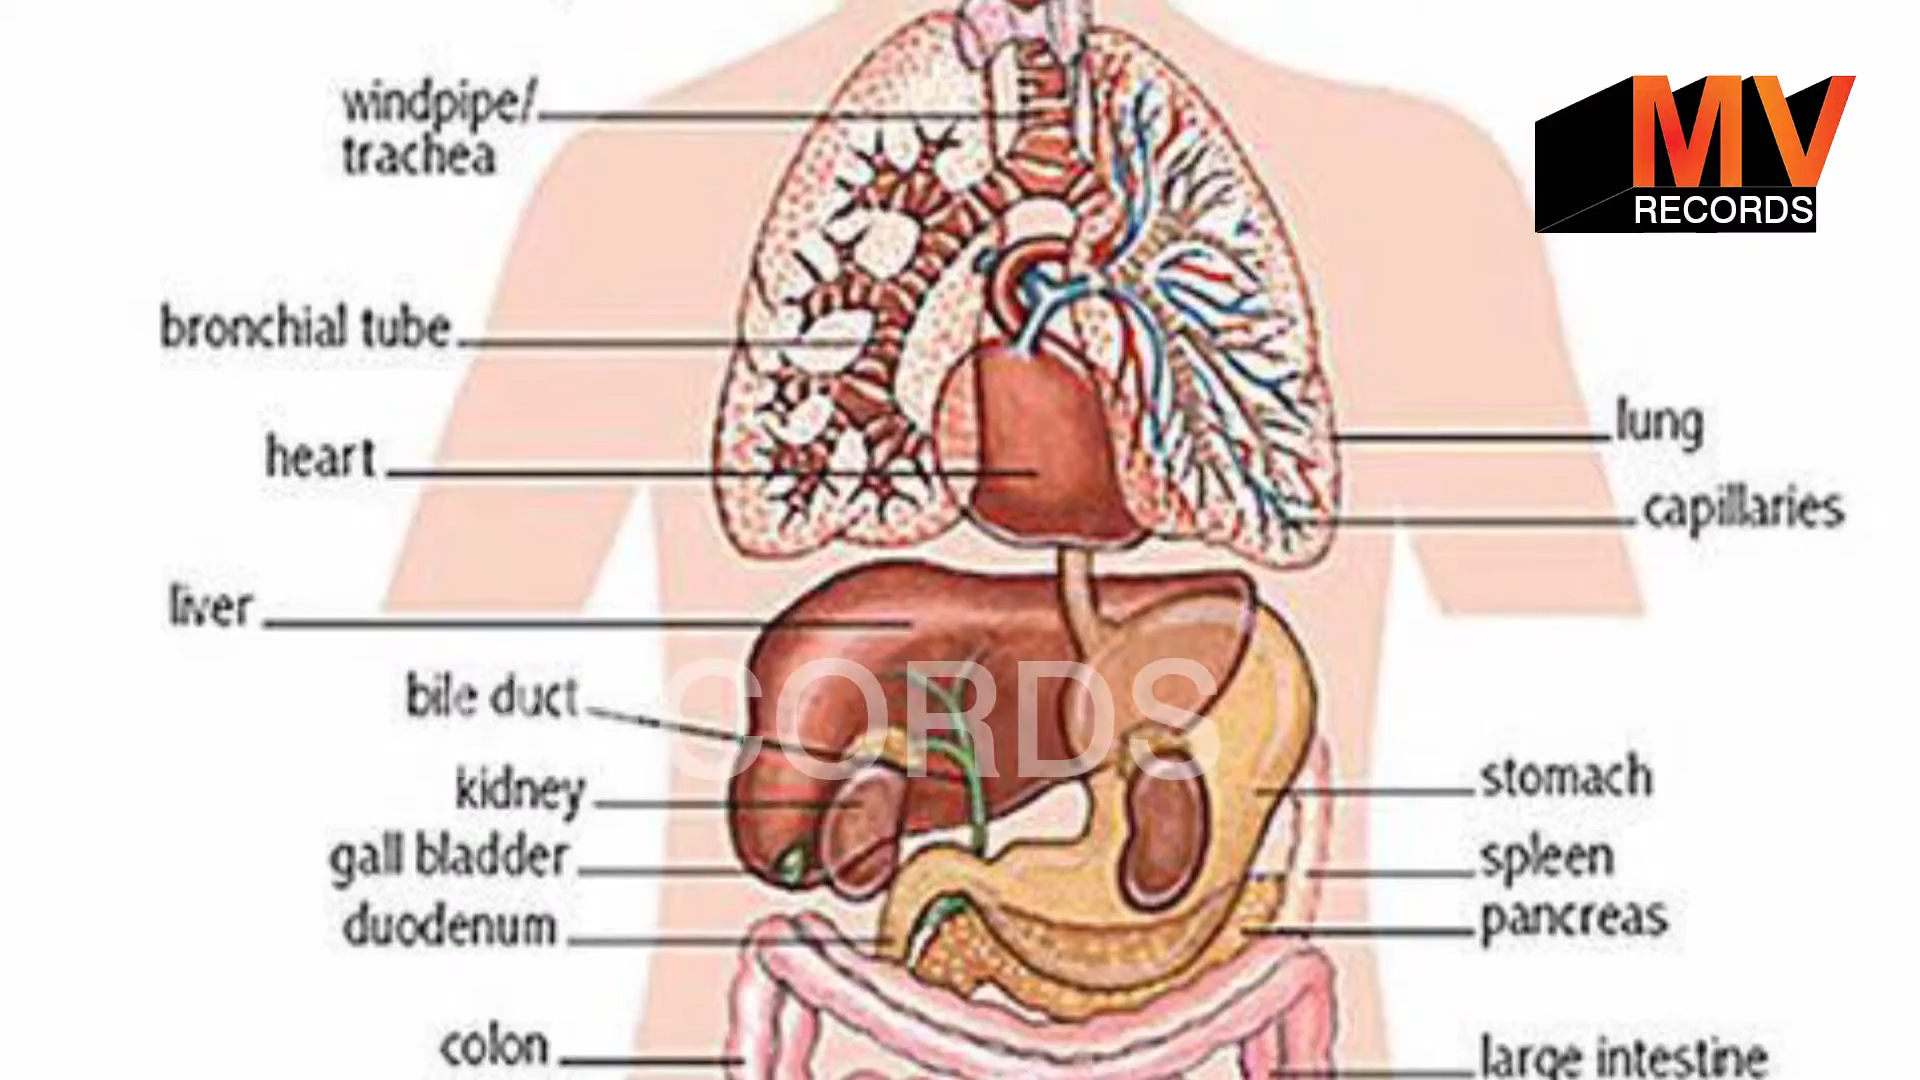 windpipe/
trachea
bronchial tube
heart
liver
bile duct
kidney
gall bladder
duodenum
colon
MV
RECORDS
lung
capillaries
CORDS
stomach
spleen
pancreas
large intestine